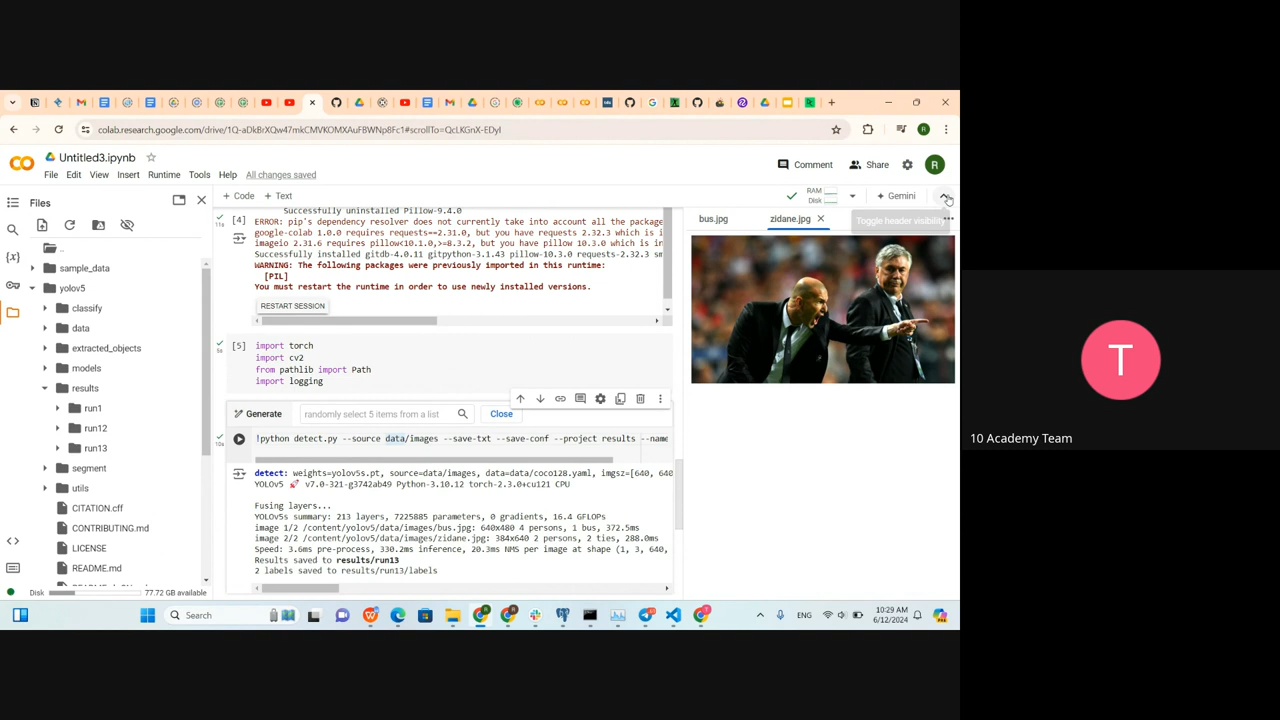 colab.research.google.com/drive/1Q-aDkBrXQw47mkCMVKOMXAuFBWNp8Fc1#scrollTo=QcLKGnX-EDyI
Untitled3.ipynb
Comment
Share
R
File Edit View Insert Runtime Tools Help All changes saved
Files
+ Code + Text
RAM
Disk
Gemini
Toggle header visibility
..
sample_data
yolov5
classify
data
extracted_objects
models
results
run1
run12
run13
segment
utils
CITATION.cff
CONTRIBUTING.md
LICENSE
README.md
Disk 77.72 GB available
Successfully uninstalled Pillow-9.4.0
[4]
11s
ERROR: pip's dependency resolver does not currently take into account all the package
google-colab 1.0.0 requires requests==2.31.0, but you have requests 2.32.3 which is in
imageio 2.31.6 requires pillow<10.1.0,>=8.3.2, but you have pillow 10.3.0 which is in
Successfully installed gitdb-4.0.11 gitpython-3.1.43 pillow-10.3.0 requests-2.32.3 sm
WARNING: The following packages were previously imported in this runtime:
[PIL]
You must restart the runtime in order to use newly installed versions.
RESTART SESSION
[5]
5s
import torch
import cv2
from pathlib import Path
import logging
Generate
randomly select 5 items from a list
Close
10s
!python detect.py --source data/images --save-txt --save-conf --project results --name
detect: weights=yolov5s.pt, source=data/images, data=data/coco128.yaml, imgsz=[640, 640
YOLOv5 🚀 v7.0-321-g3742ab49 Python-3.10.12 torch-2.3.0+cu121 CPU
Fusing layers...
YOLOv5s summary: 213 layers, 7225885 parameters, 0 gradients, 16.4 GFLOPs
image 1/2 /content/yolov5/data/images/bus.jpg: 640x480 4 persons, 1 bus, 372.5ms
image 2/2 /content/yolov5/data/images/zidane.jpg: 384x640 2 persons, 2 ties, 288.0ms
Speed: 3.6ms pre-process, 330.2ms inference, 20.3ms NMS per image at shape (1, 3, 640,
Results saved to results/run13
2 labels saved to results/run13/labels
bus.jpg
zidane.jpg
Search
ENG
10:29 AM
6/12/2024
T
10 Academy Team